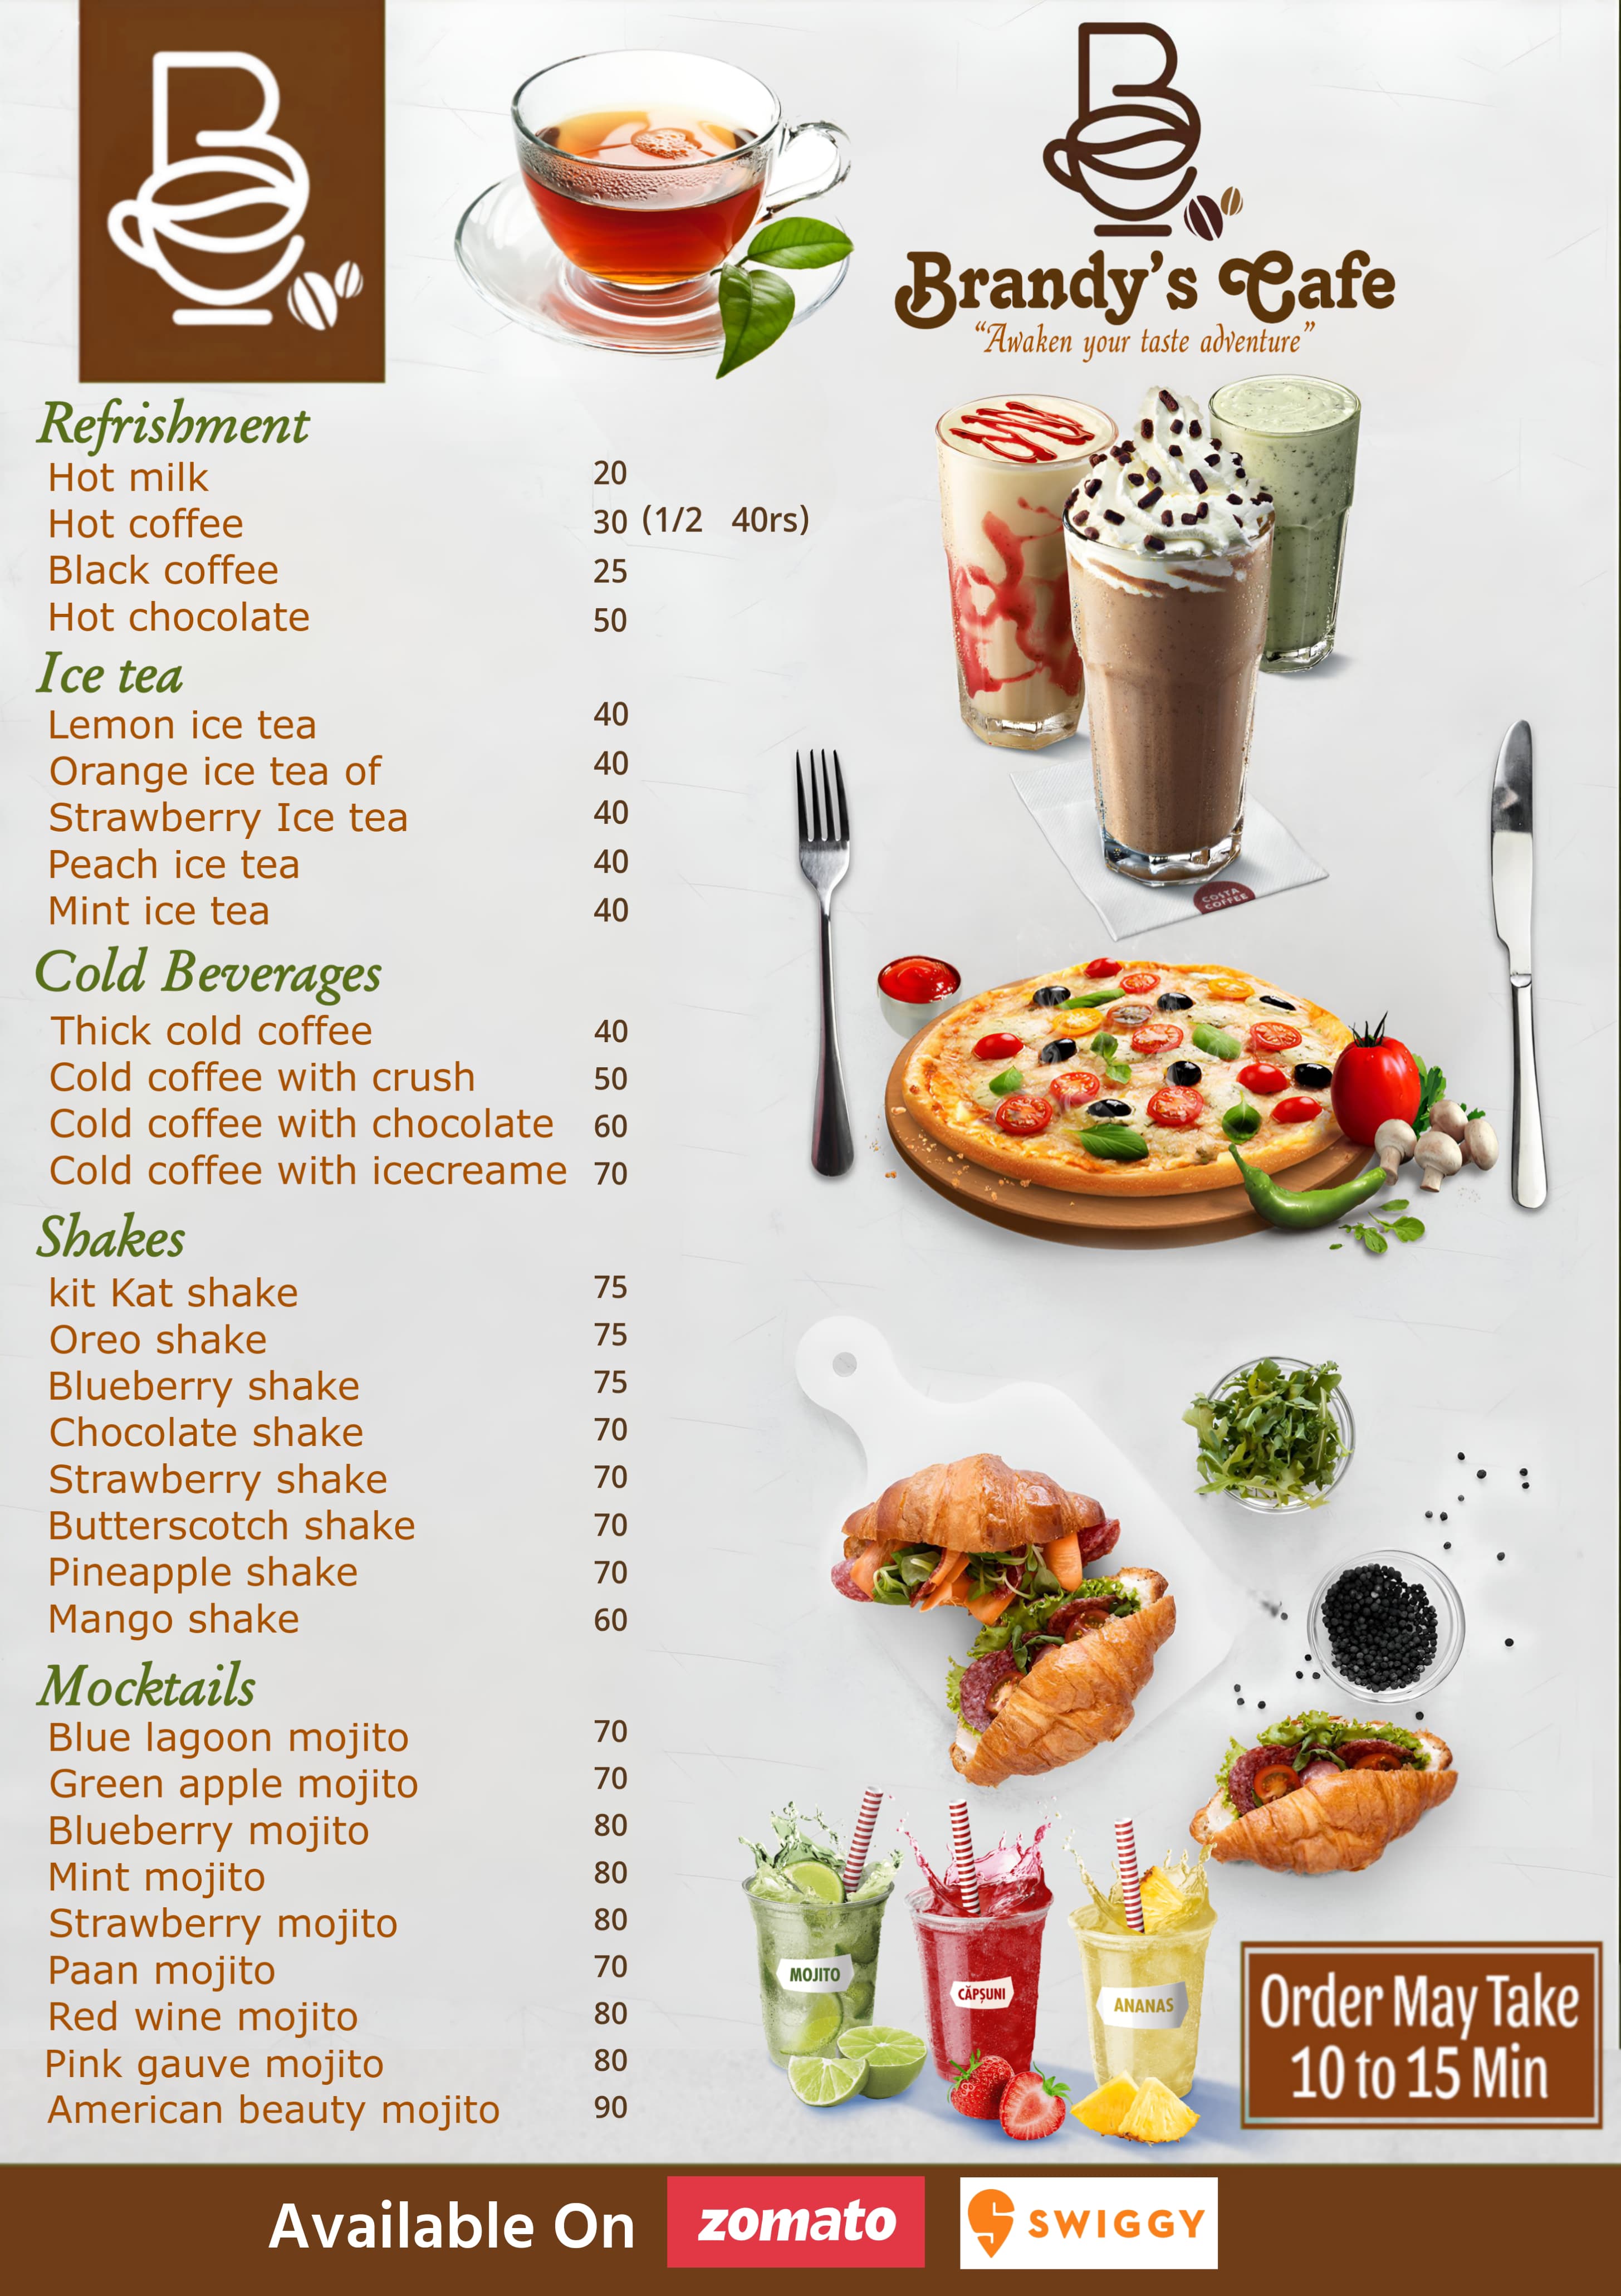 Brandy's Cafe
"Awaken your taste adventure"
Refrishment
Hot milk 20
Hot coffee 30 (1/2 40rs)
Black coffee 25
Hot chocolate 50
Ice tea
Lemon ice tea 40
Orange ice tea of 40
Strawberry Ice tea 40
Peach ice tea 40
Mint ice tea 40
Cold Beverages
Thick cold coffee 40
Cold coffee with crush 50
Cold coffee with chocolate 60
Cold coffee with icecreame 70
Shakes
kit Kat shake 75
Oreo shake 75
Blueberry shake 75
Chocolate shake 70
Strawberry shake 70
Butterscotch shake 70
Pineapple shake 70
Mango shake 60
Mocktails
Blue lagoon mojito 70
Green apple mojito 70
Blueberry mojito 80
Mint mojito 80
Strawberry mojito 80
Paan mojito 70
Red wine mojito 80
Pink gauve mojito 80
American beauty mojito 90
COSTA
COFFEE
MOJITO
CĂPȘUNI
ANANAS
Order May Take
10 to 15 Min
Available On zomato SWIGGY